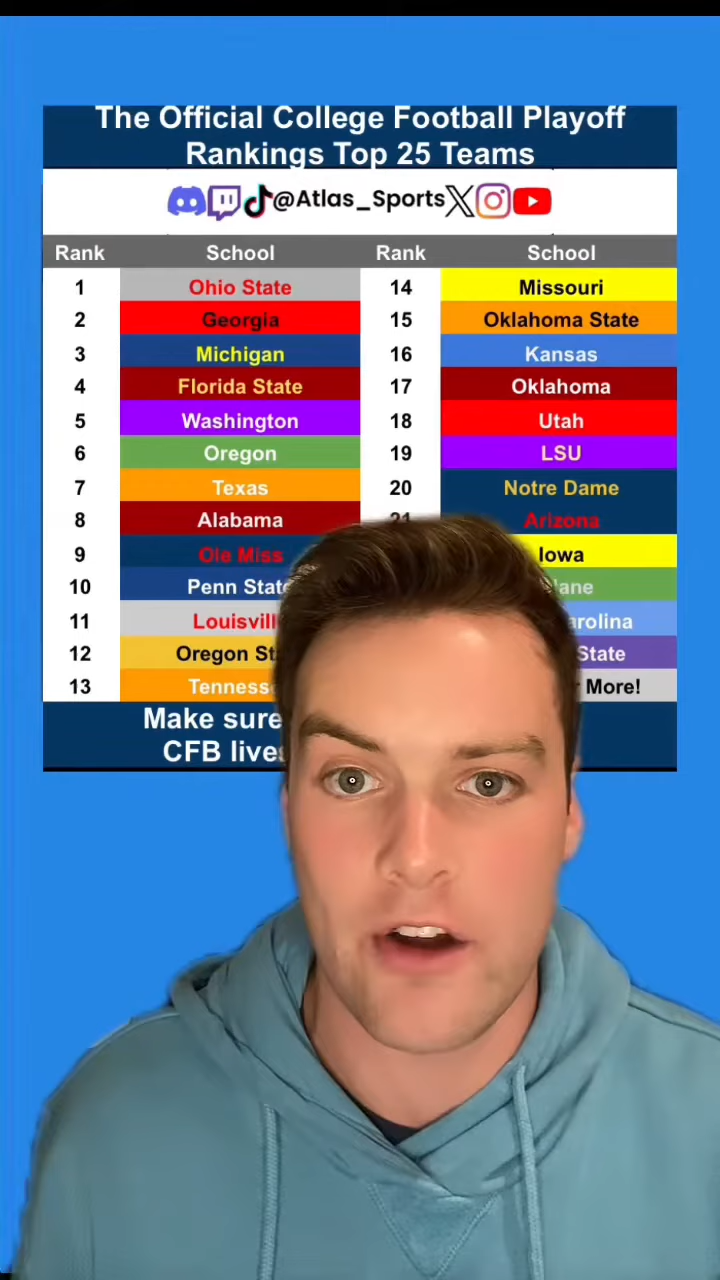 The Official College Football Playoff
Rankings Top 25 Teams
@Atlas_Sports
Rank School Rank School
1 Ohio State 14 Missouri
2 Georgia 15 Oklahoma State
3 Michigan 16 Kansas
4 Florida State 17 Oklahoma
5 Washington 18 Utah
6 Oregon 19 LSU
7 Texas 20 Notre Dame
8 Alabama 21 Arizona
9 Ole Miss Iowa
10 Penn State
11
12 Oregon State
13 More!
Make sure
CFB